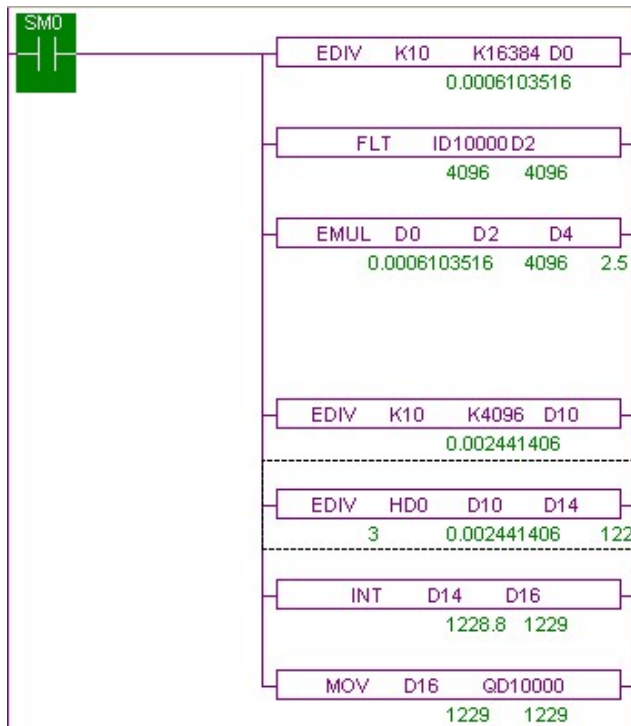 SM0
EDIV K10 K16384 D0
0.0006103516
FLT ID10000 D2
4096 4096
EMUL D0 D2 D4
0.0006103516 4096 2.5
EDIV K10 K4096 D10
0.002441406
EDIV HD0 D10 D14
3 0.002441406 122
INT D14 D16
1228.8 1229
MOV D16 QD10000
1229 1229